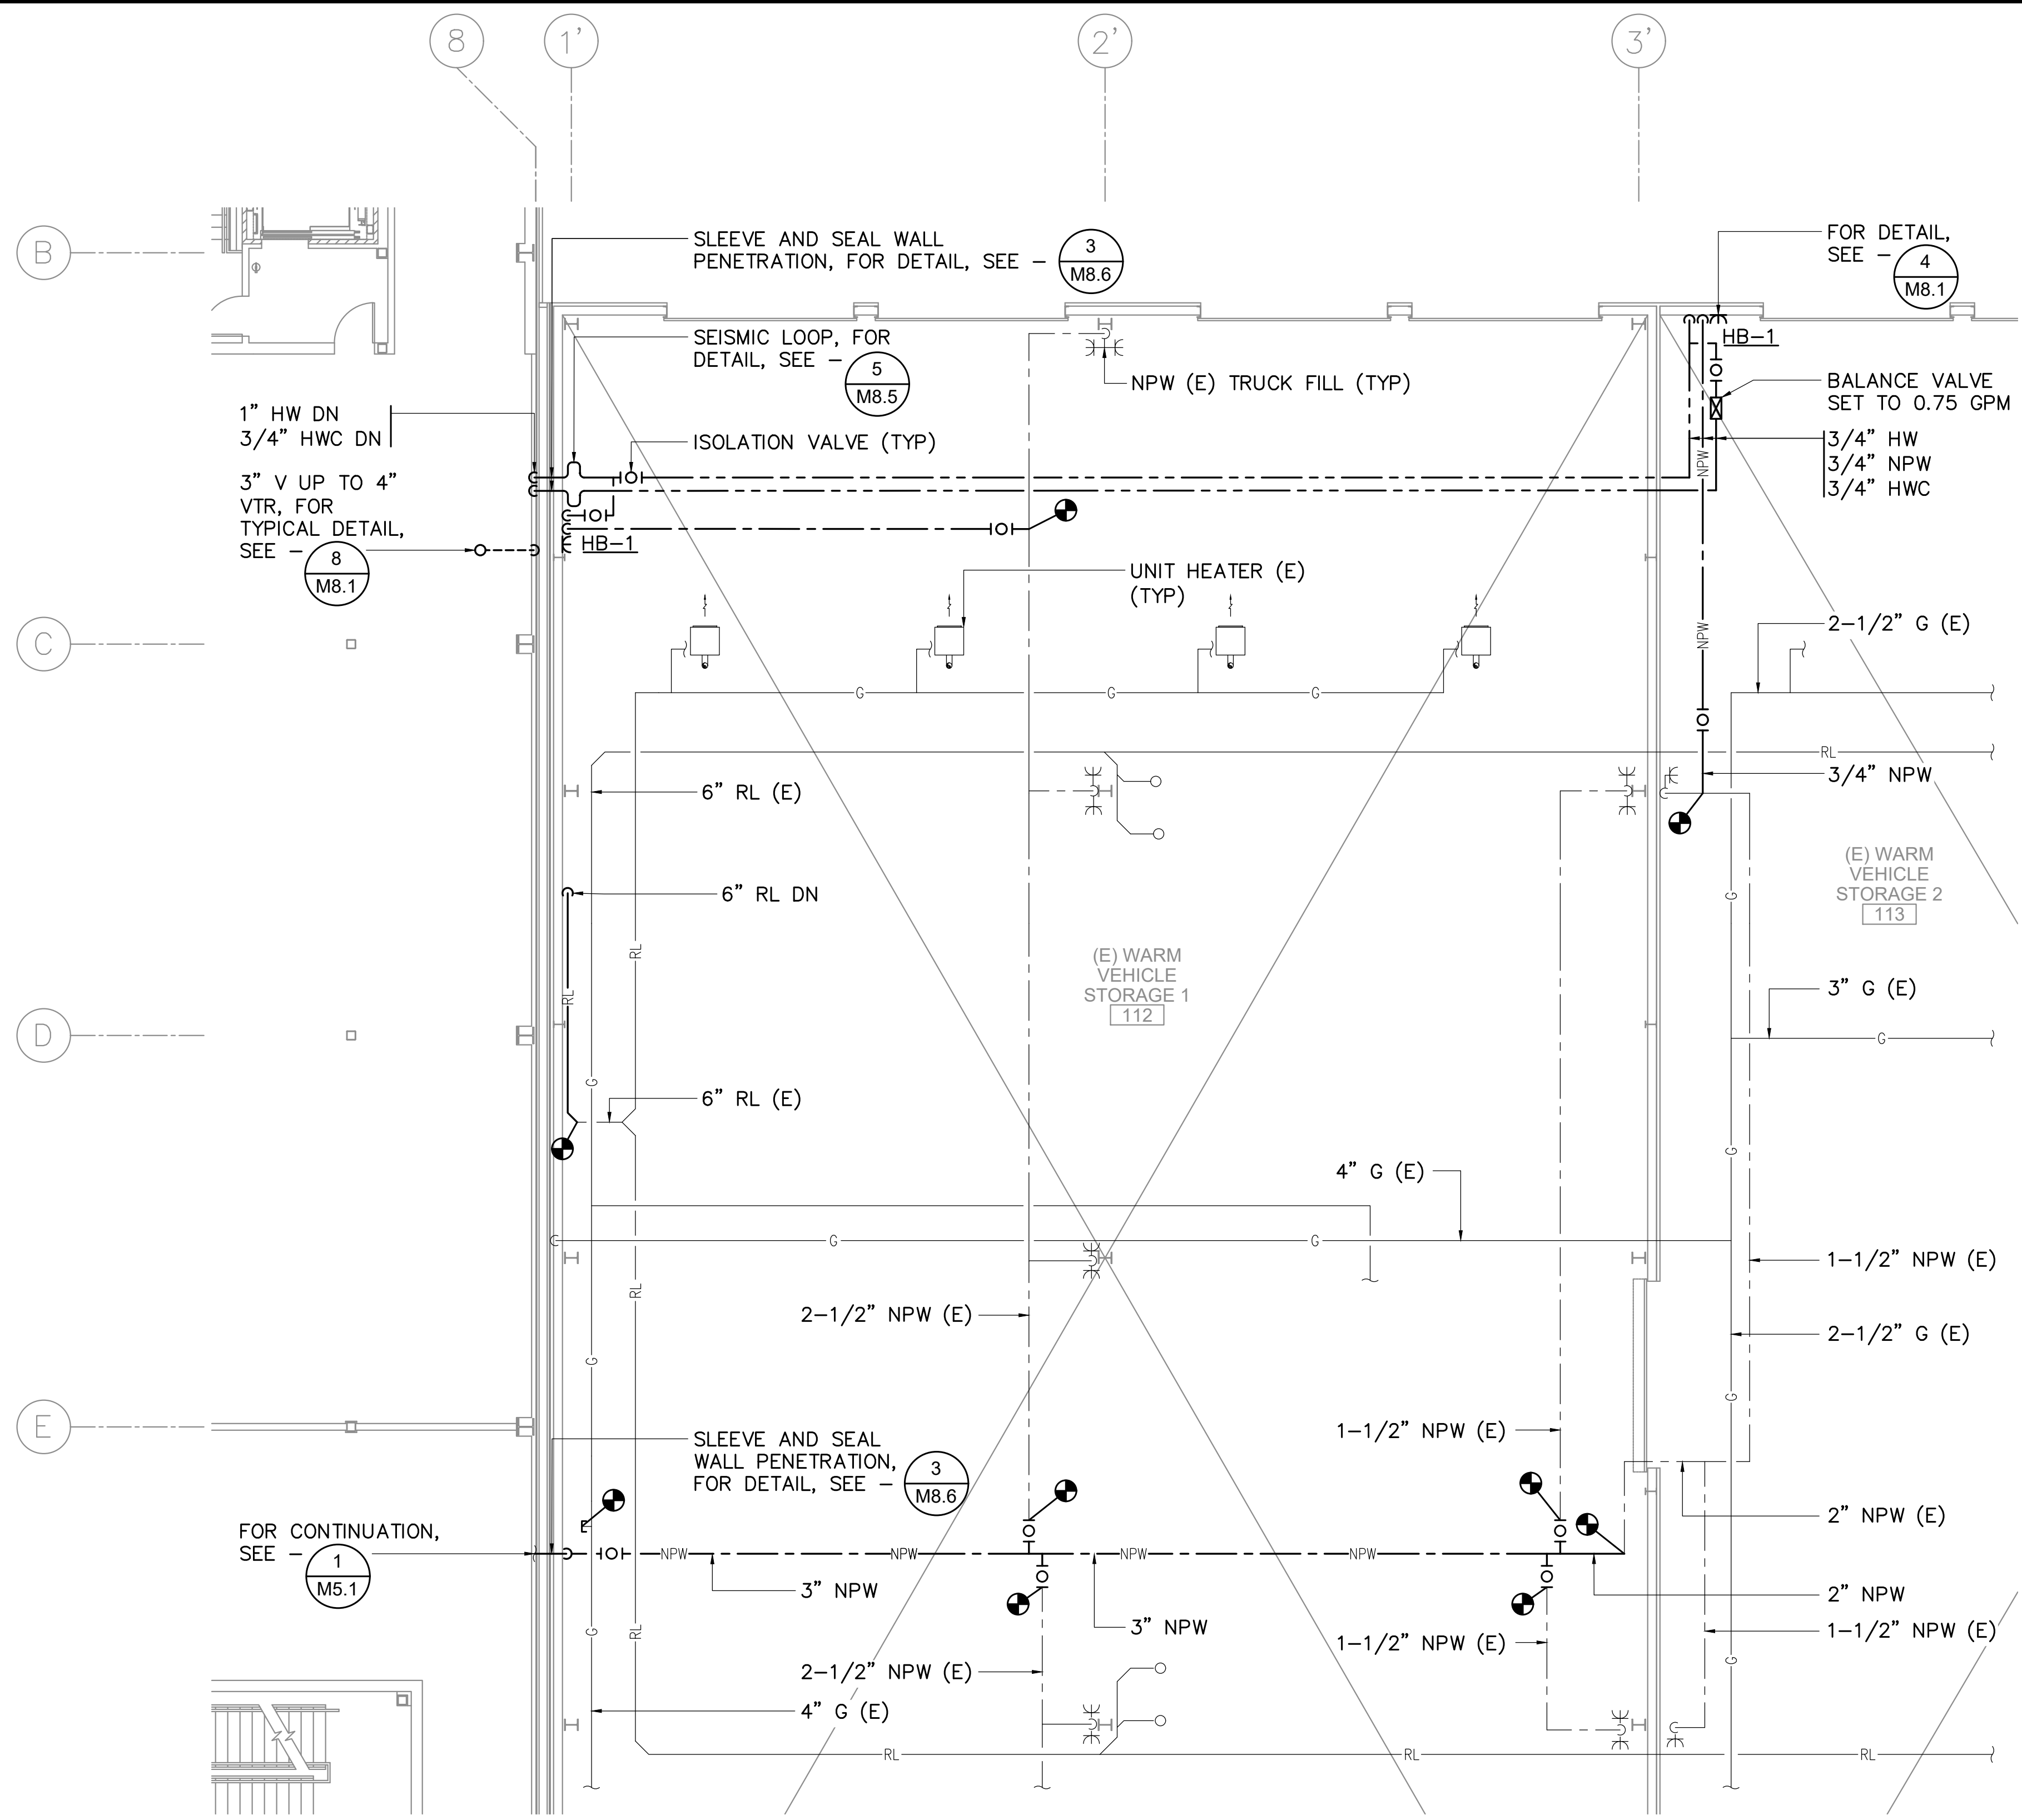 8
1'
2'
3'
B
C
D
E
SLEEVE AND SEAL WALL
PENETRATION, FOR DETAIL, SEE –
3
M8.6
FOR DETAIL,
SEE –
4
M8.1
HB–1
SEISMIC LOOP, FOR
DETAIL, SEE –
5
M8.5
NPW (E) TRUCK FILL (TYP)
BALANCE VALVE
SET TO 0.75 GPM
1" HW DN
3/4" HWC DN
ISOLATION VALVE (TYP)
3/4" HW
3/4" NPW
3/4" HWC
NPW
3" V UP TO 4"
VTR, FOR
TYPICAL DETAIL,
SEE –
8
M8.1
HB–1
UNIT HEATER (E)
(TYP)
NPW
2–1/2" G (E)
G
G
G
RL
6" RL (E)
3/4" NPW
(E) WARM
VEHICLE
STORAGE 2
113
6" RL DN
G
RL
RL
(E) WARM
VEHICLE
STORAGE 1
112
3" G (E)
G
G
6" RL (E)
4" G (E)
G
G
G
RL
1–1/2" NPW (E)
2–1/2" NPW (E)
2–1/2" G (E)
G
G
1–1/2" NPW (E)
SLEEVE AND SEAL
WALL PENETRATION,
FOR DETAIL, SEE –
3
M8.6
2" NPW (E)
FOR CONTINUATION,
SEE –
1
M5.1
NPW
NPW
NPW
NPW
3" NPW
3" NPW
2" NPW
G
RL
1–1/2" NPW (E)
1–1/2" NPW (E)
G
2–1/2" NPW (E)
4" G (E)
RL
RL
RL